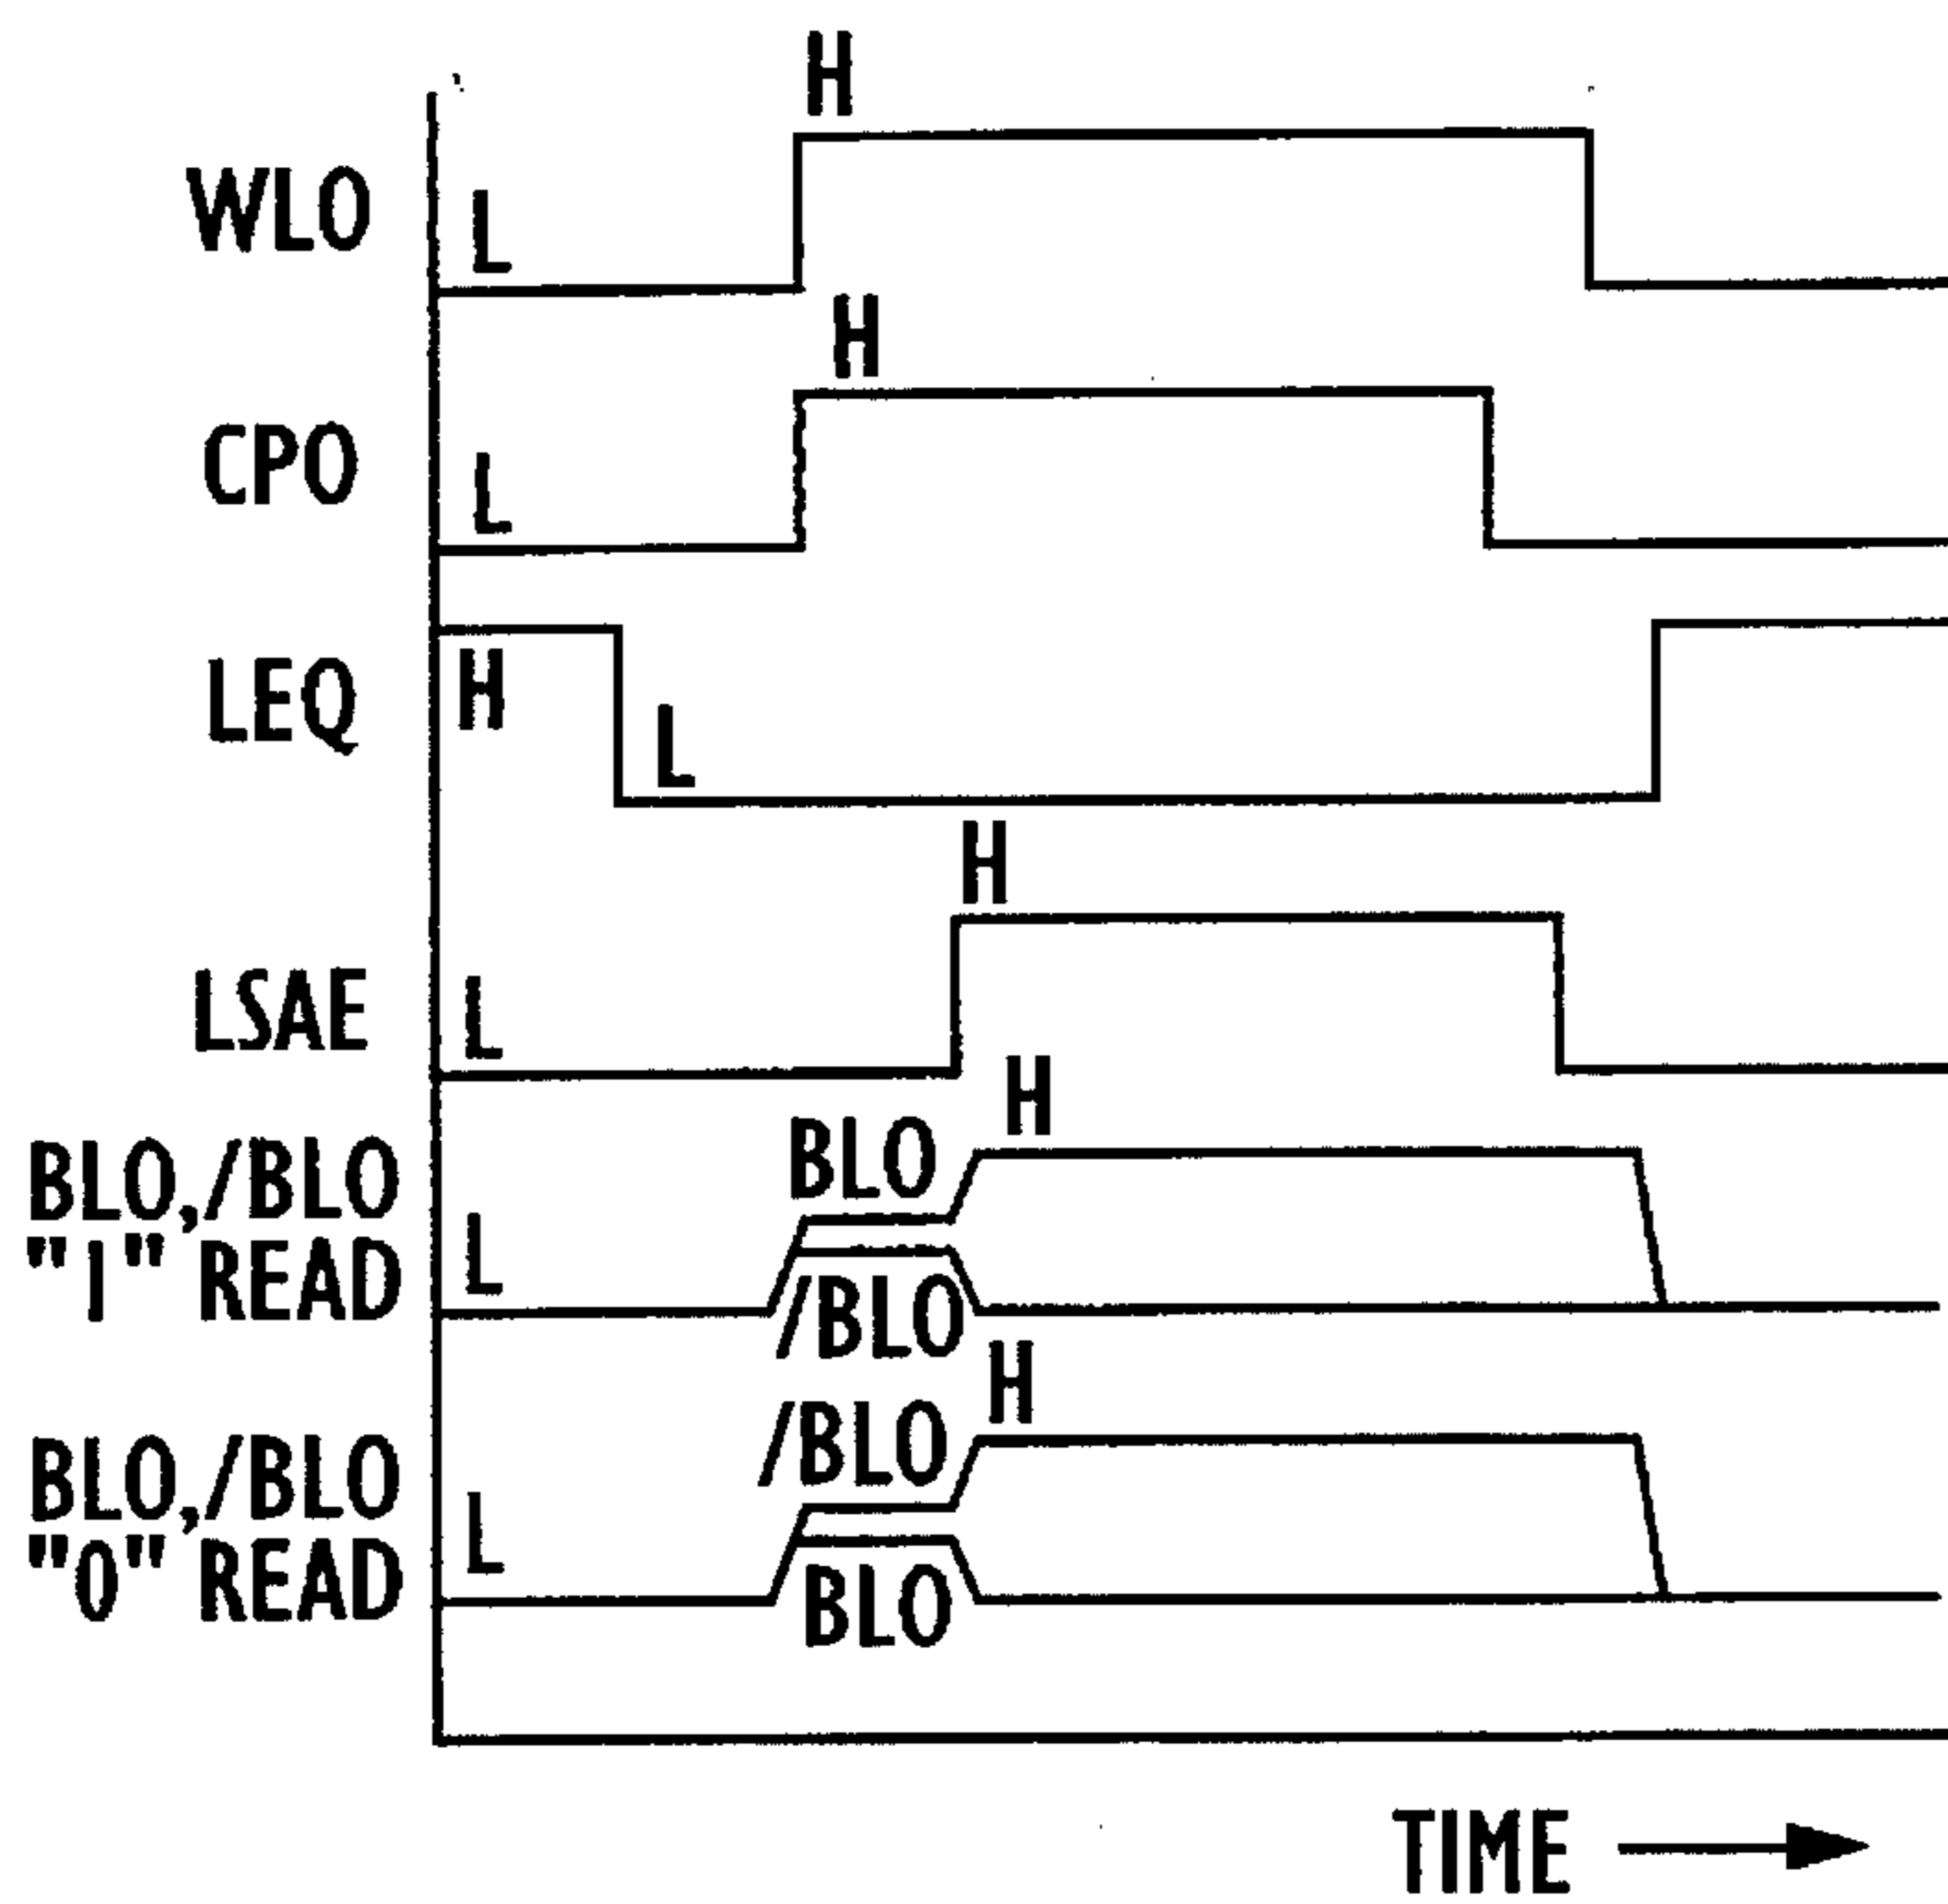 H
WLO
L
H
CPO
L
LEQ
H
L
H
LSAE
L
H
BLO
BLO,/BLO
"1" READ
L
/BLO
H
/BLO
BLO,/BLO
"0" READ
L
BLO
TIME